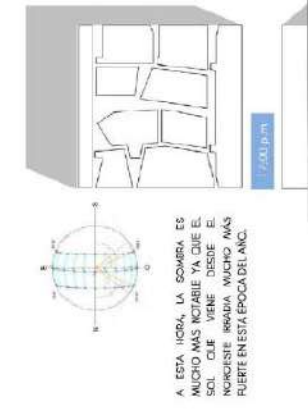 17:00 p.m
A ESTA HORA, LA SOMBRA ES
MUCHO MÁS NOTABLE YA QUE EL
SOL QUE VIENE DESDE EL
NOROESTE IRRADIA MUCHO MÁS
FUERTE EN ESTA ÉPOCA DEL AÑO.